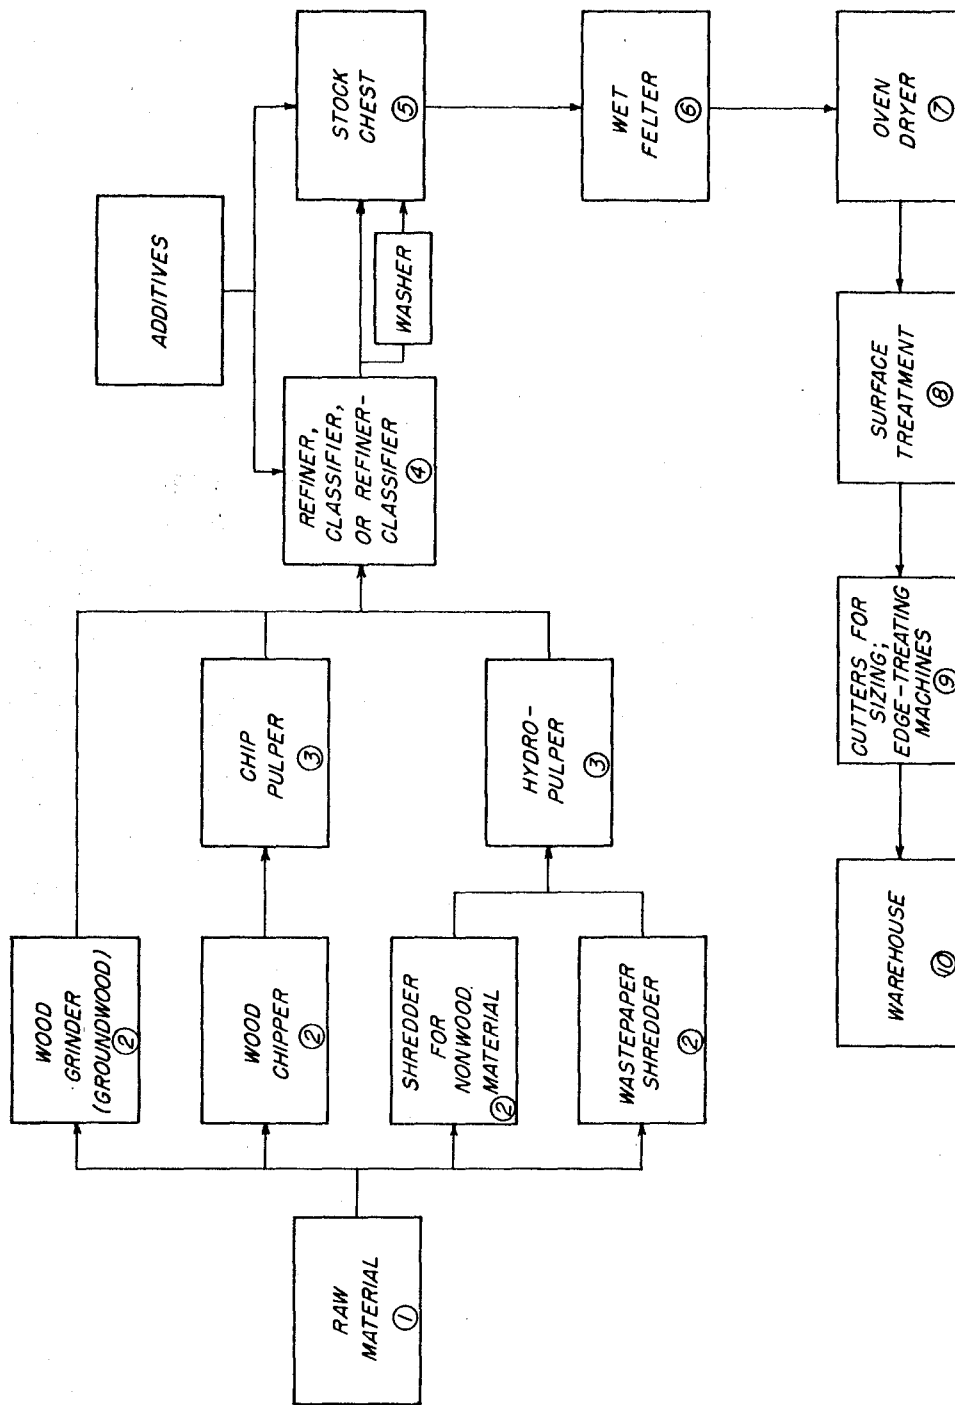 RAW
MATERIAL
①
WOOD
GRINDER
(GROUNDWOOD)
②
WOOD
CHIPPER
②
SHREDDER
FOR
NONWOOD
MATERIAL
②
WASTEPAPER
SHREDDER
②
CHIP
PULPER
③
HYDRO-
PULPER
③
REFINER,
CLASSIFIER,
OR REFINER-
CLASSIFIER
④
ADDITIVES
WASHER
STOCK
CHEST
⑤
WET
FELTER
⑥
OVEN
DRYER
⑦
SURFACE
TREATMENT
⑧
CUTTERS FOR
SIZING;
EDGE-TREATING
MACHINES
⑨
WAREHOUSE
⑩